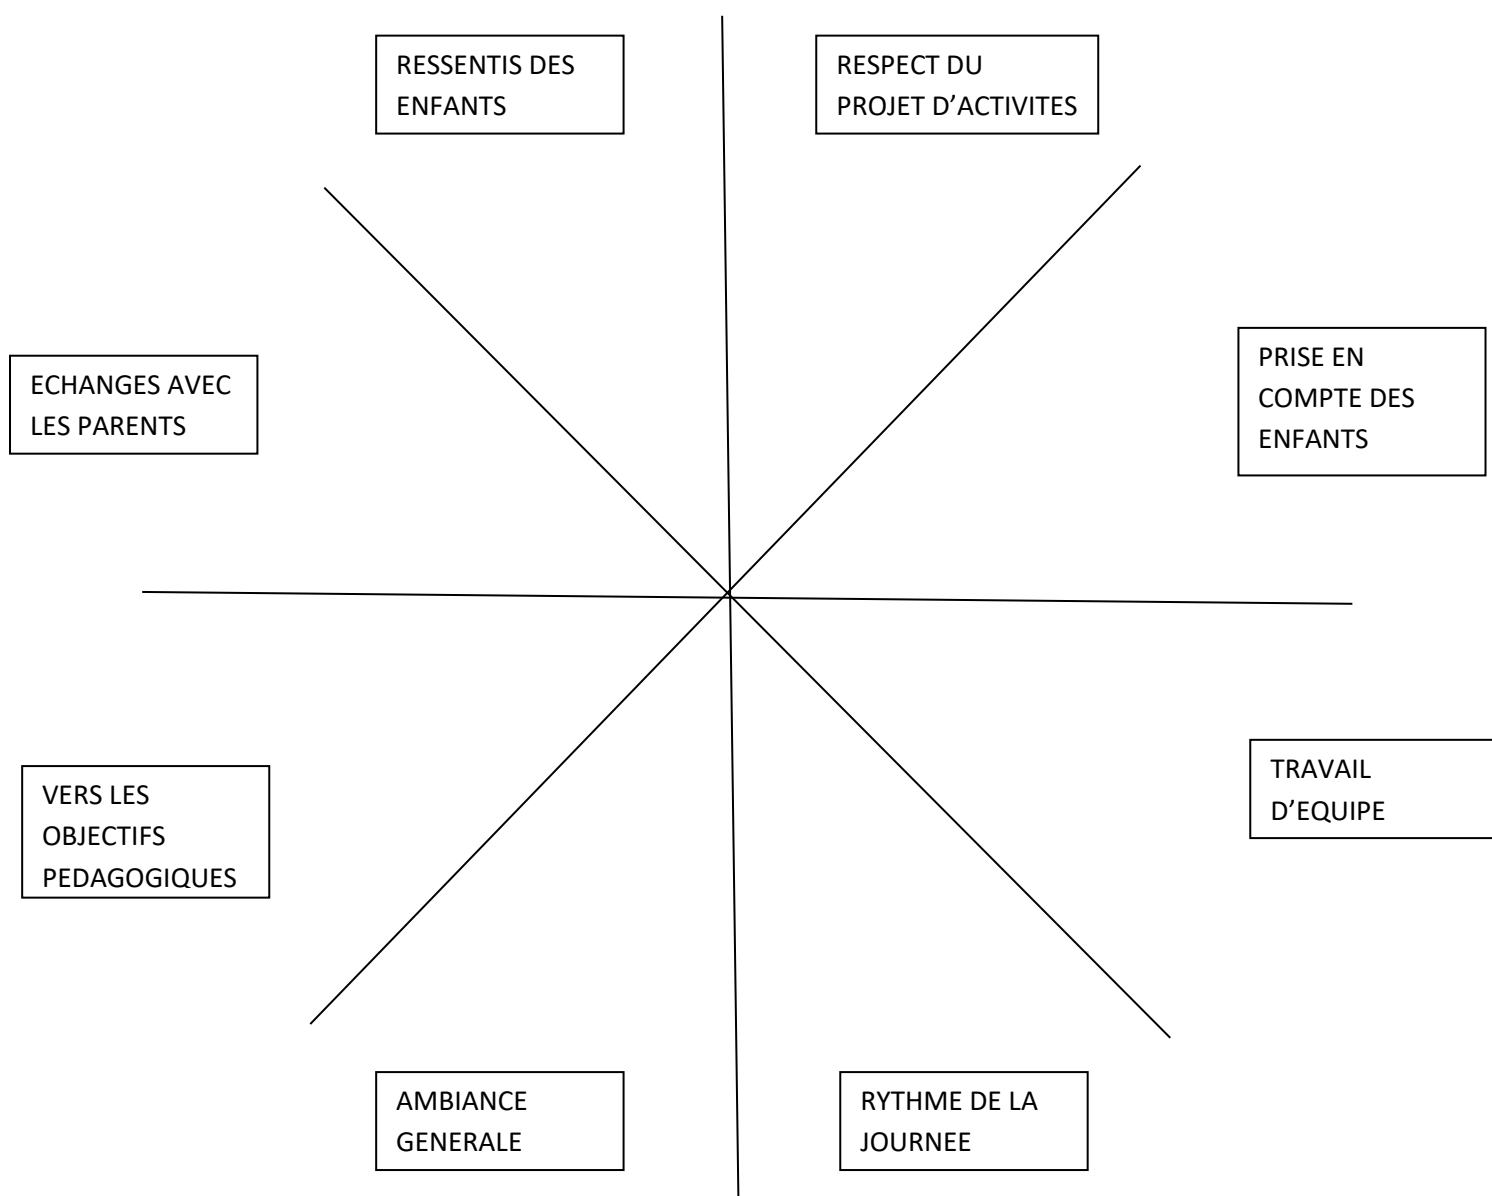 RESSENTIS DES
ENFANTS
RESPECT DU
PROJET D’ACTIVITES
ECHANGES AVEC
LES PARENTS
PRISE EN
COMPTE DES
ENFANTS
VERS LES
OBJECTIFS
PEDAGOGIQUES
TRAVAIL
D’EQUIPE
AMBIANCE
GENERALE
RYTHME DE LA
JOURNEE